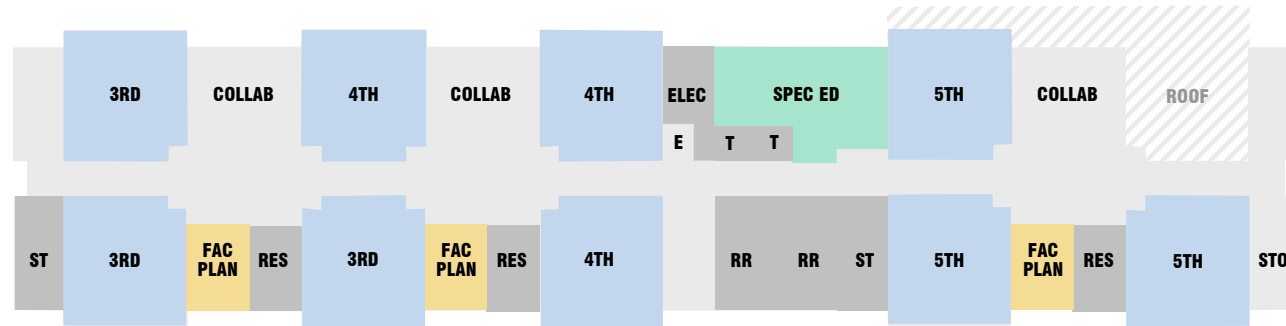 3RD COLLAB 4TH COLLAB 4TH ELEC SPEC ED 5TH COLLAB ROOF
E T T
ST 3RD FAC PLAN RES 3RD FAC PLAN RES 4TH RR RR ST 5TH FAC PLAN RES 5TH STO